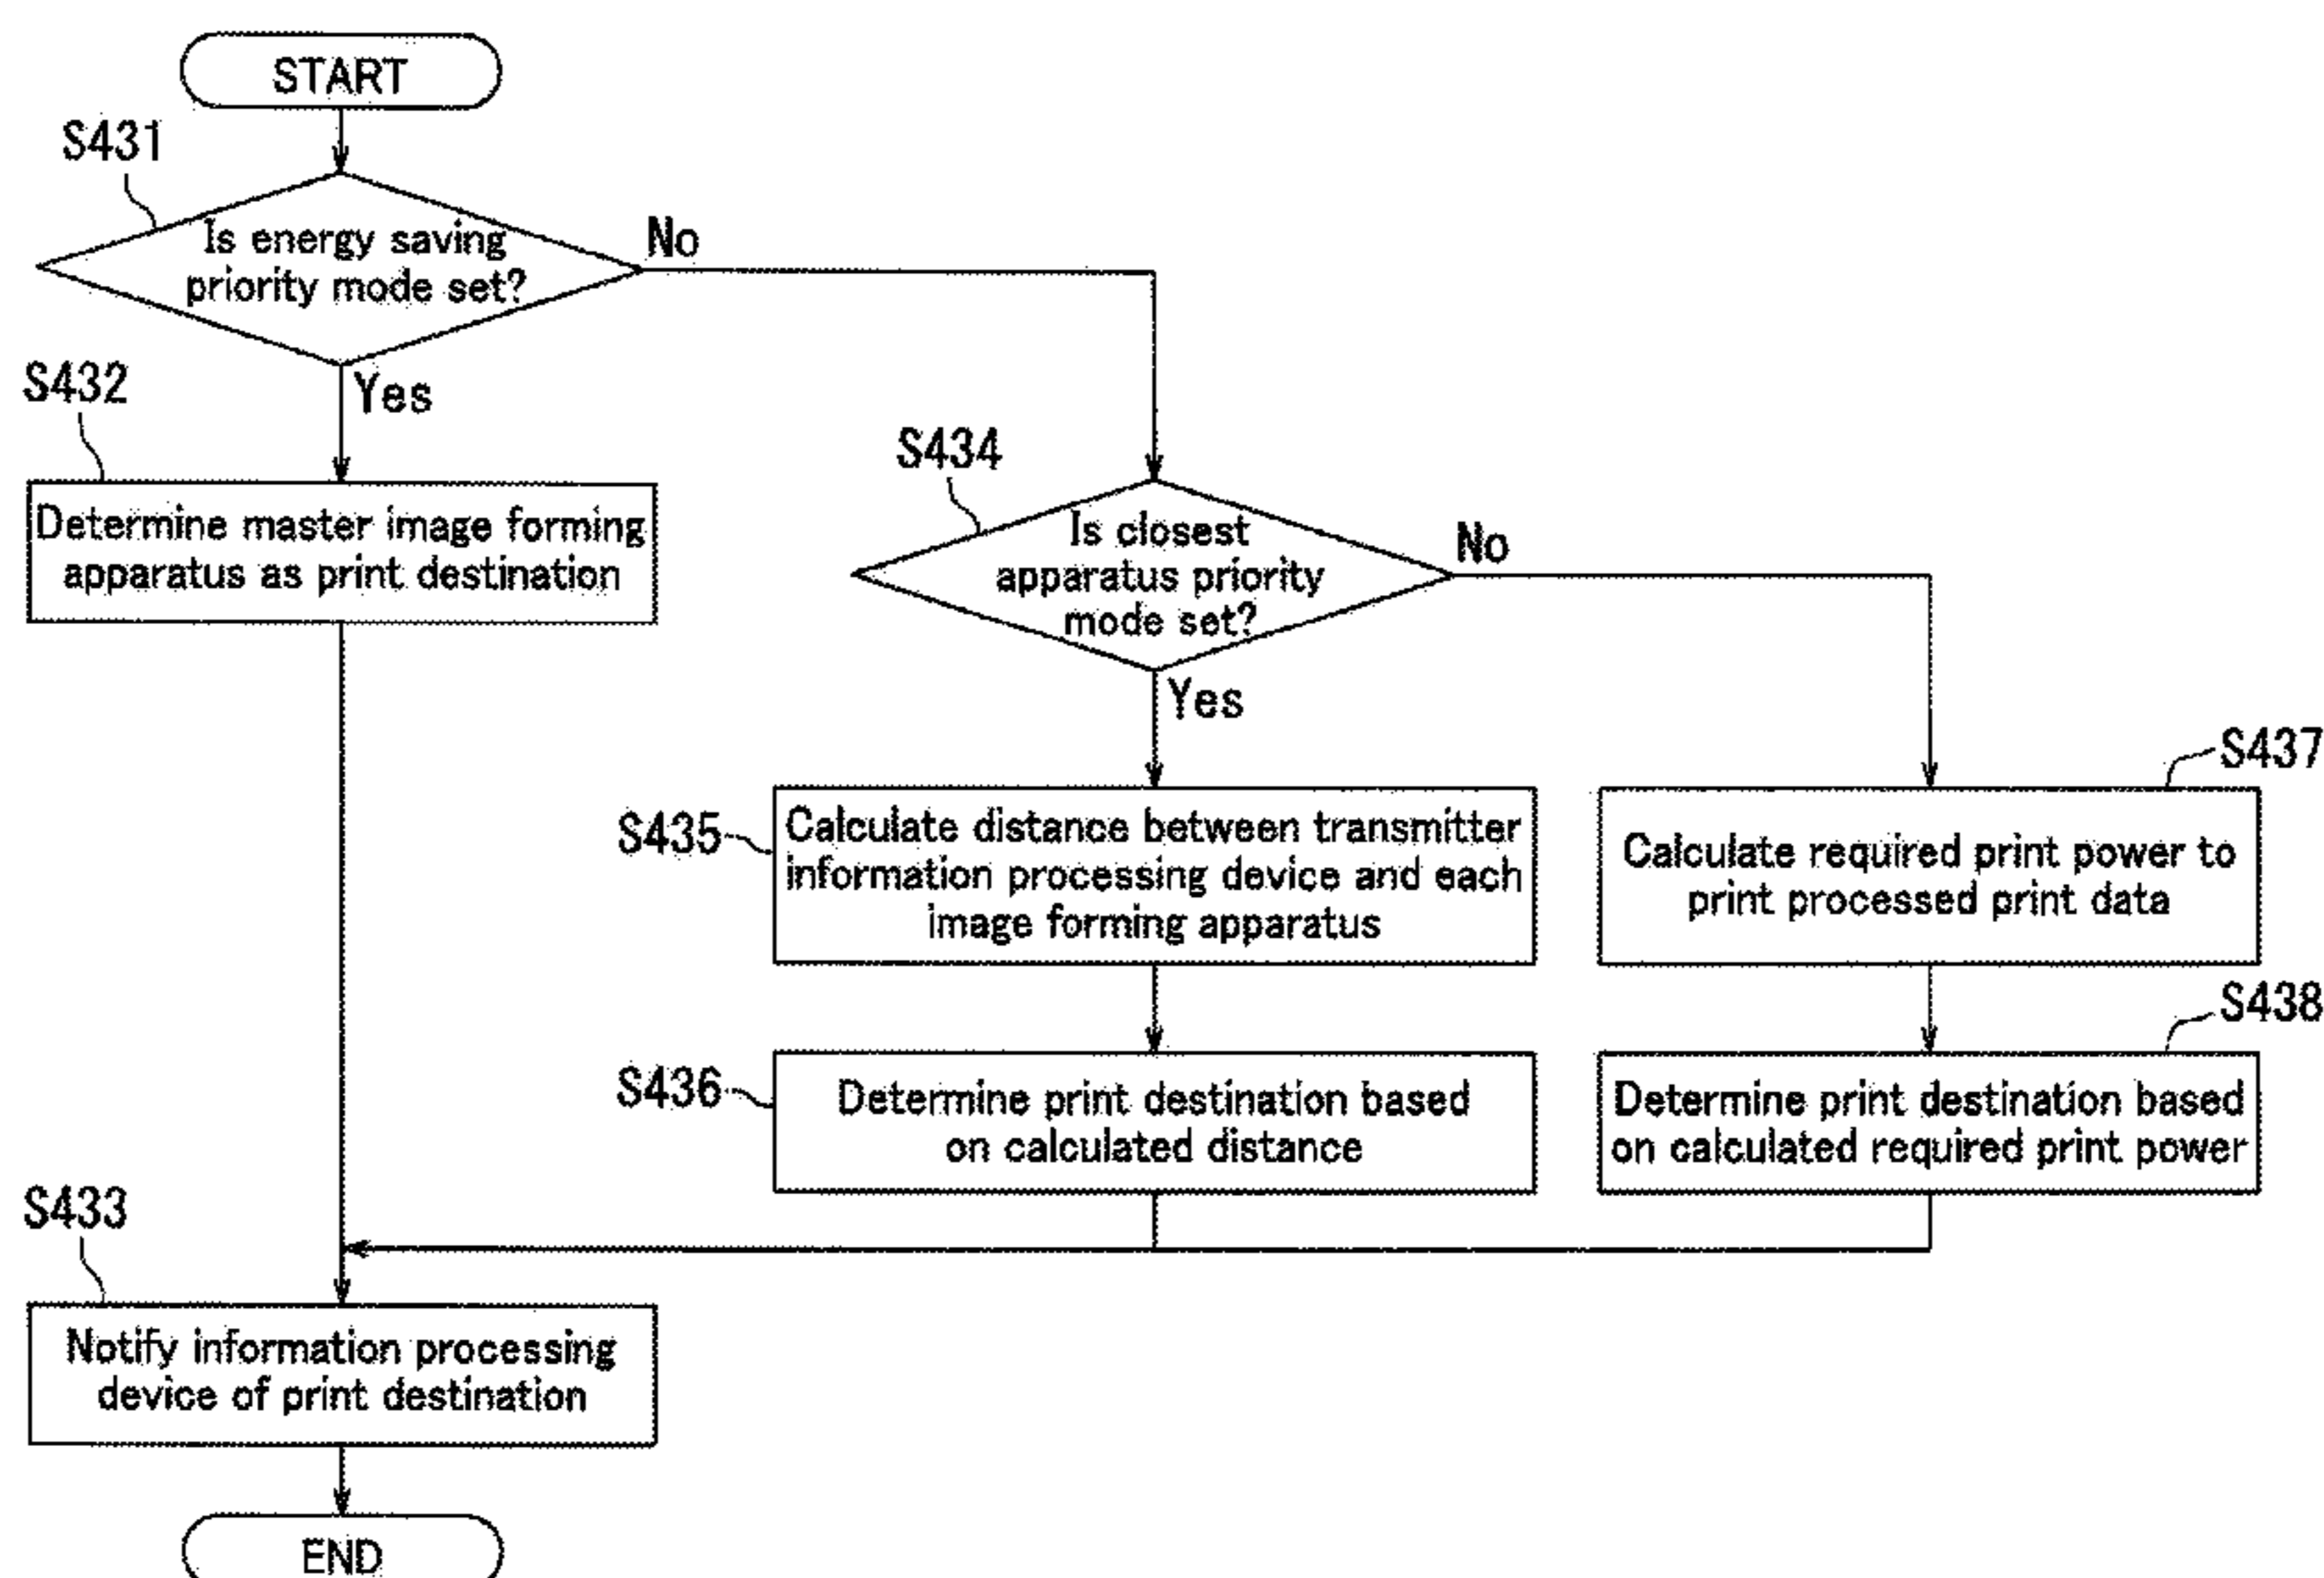 START
S431
Is energy saving
priority mode set?
No
Yes
S432
Determine master image forming
apparatus as print destination
S434
Is closest
apparatus priority
mode set?
No
Yes
S435
Calculate distance between transmitter
information processing device and each
image forming apparatus
S437
Calculate required print power to
print processed print data
S436
Determine print destination based
on calculated distance
S438
Determine print destination based
on calculated required print power
S433
Notify information processing
device of print destination
END